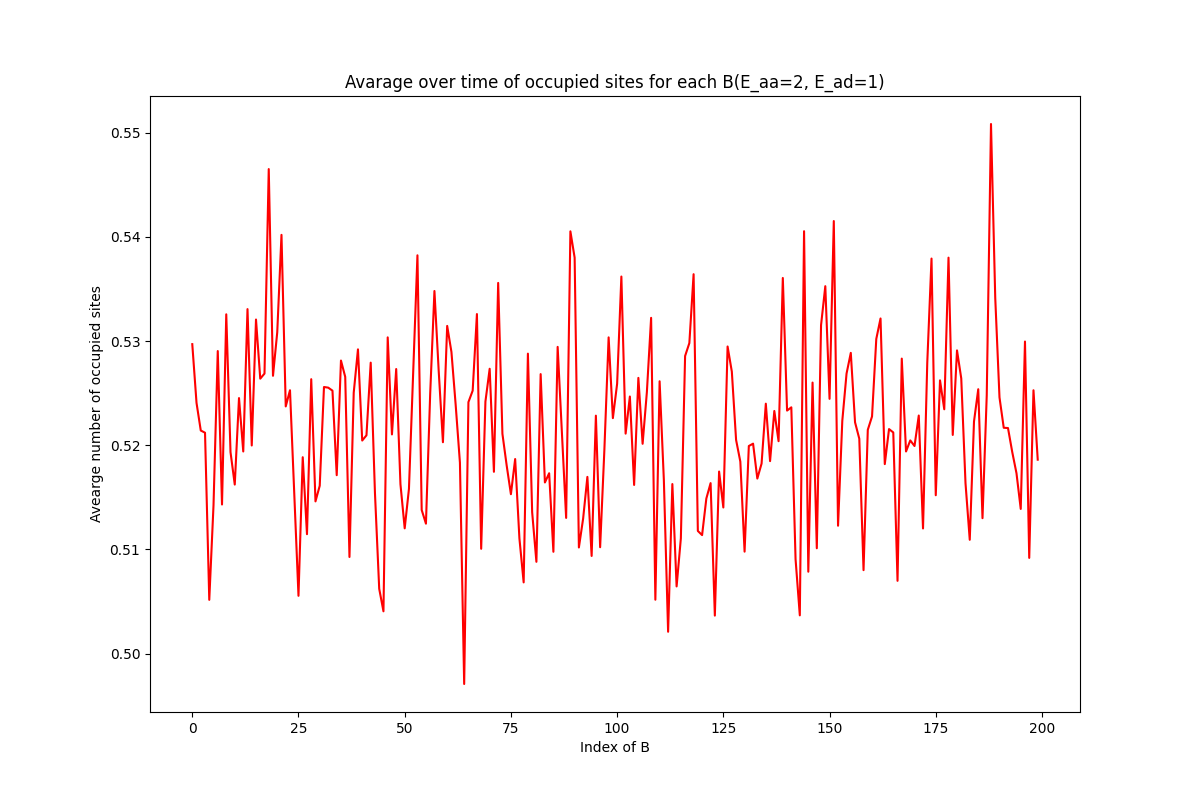 Avarage over time of occupied sites for each B(E_aa=2, E_ad=1)
Avearge number of occupied sites
0.55
0.54
0.53
0.52
0.51
0.50
0 25 50 75 100 125 150 175 200
Index of B